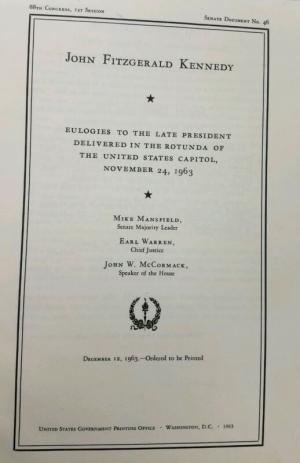 88TH CONGRESS, 1ST SESSION
SENATE DOCUMENT No. 46
JOHN FITZGERALD KENNEDY
★
EULOGIES TO THE LATE PRESIDENT
DELIVERED IN THE ROTUNDA OF
THE UNITED STATES CAPITOL,
NOVEMBER 24, 1963
★
MIKE MANSFIELD,
Senate Majority Leader
EARL WARREN,
Chief Justice
JOHN W. MCCORMACK,
Speaker of the House
DECEMBER 12, 1963.—Ordered to be Printed
UNITED STATES GOVERNMENT PRINTING OFFICE · WASHINGTON, D.C. · 1963